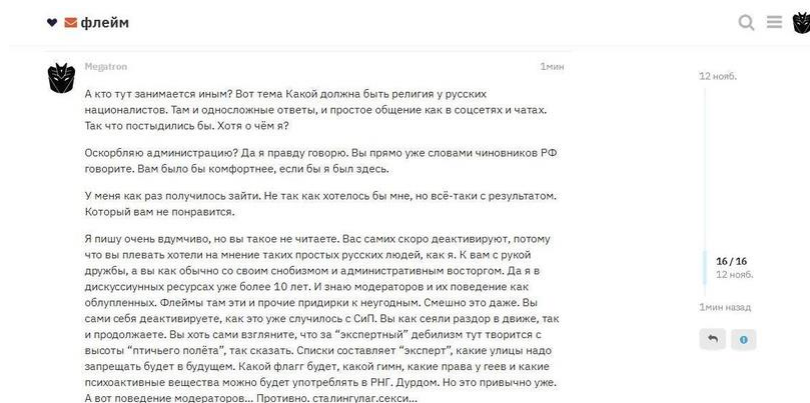 флейм
Megatron
1мин
А кто тут занимается иным? Вот тема Какой должна быть религия у русских
националистов. Там и односложные ответы, и простое общение как в соцсетях и чатах.
Так что постыдились бы. Хотя о чём я?
Оскорбляю администрацию? Да я правду говорю. Вы прямо уже словами чиновников РФ
говорите. Вам было бы комфортнее, если бы я был здесь.
У меня как раз получилось зайти. Не так как хотелось бы мне, но всё-таки с результатом.
Который вам не понравится.
Я пишу очень вдумчиво, но вы такое не читаете. Вас самих скоро деактивируют, потому
что вы плевать хотели на мнение таких простых русских людей, как я. К вам с рукой
дружбы, а вы как обычно со своим снобизмом и административным восторгом. Да я в
дискуссиунных ресурсах уже более 10 лет. И знаю модераторов и их поведение как
облупленных. Флеймы там эти и прочие придирки к неугодным. Смешно это даже. Вы
сами себя деактивируете, как это уже случилось с СиП. Вы как сеяли раздор в движе, так
и продолжаете. Вы хоть сами взгляните, что за “экспертный” дебилизм тут творится с
высоты “птичьего полёта”, так сказать. Списки составляет “эксперт”, какие улицы надо
запрещать будет в будущем. Какой флагг будет, какой гимн, какие права у геев и какие
психоактивные вещества можно будет употреблять в РНГ. Дурдом. Но это привычно уже.
А вот поведение модераторов... Противно. сталингулаг.секси...
12 нояб.
16 / 16
12 нояб.
1мин назад